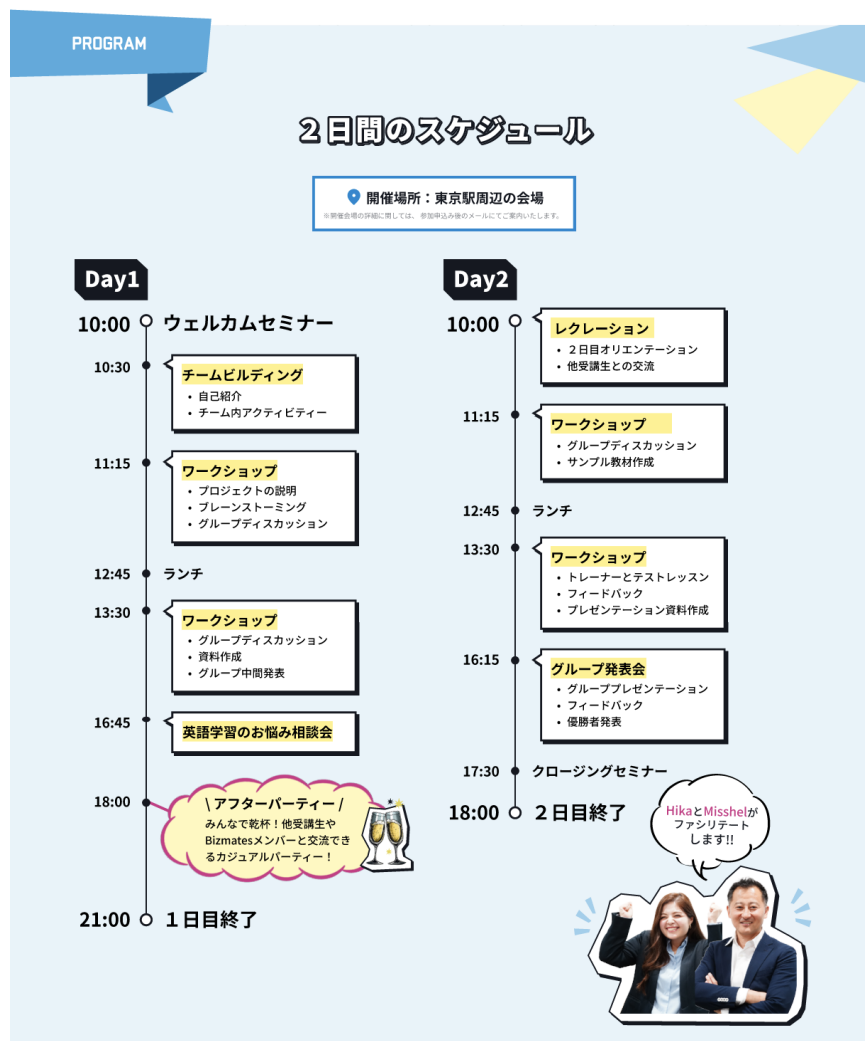 PROGRAM
2日間のスケジュール
開催場所：東京駅周辺の会場
※開催会場の詳細に関しては、参加申込み後のメールにてご案内いたします。
Day1
10:00 ウェルカムセミナー
10:30 チームビルディング
• 自己紹介
• チーム内アクティビティー
11:15 ワークショップ
• プロジェクトの説明
• ブレーンストーミング
• グループディスカッション
12:45 ランチ
13:30 ワークショップ
• グループディスカッション
• 資料作成
• グループ中間発表
16:45 英語学習のお悩み相談会
18:00 \ アフターパーティー /
みんなで乾杯！他受講生や
Bizmatesメンバーと交流でき
るカジュアルパーティー！
21:00 1日目終了
Day2
10:00 レクレーション
• 2日目オリエンテーション
• 他受講生との交流
11:15 ワークショップ
• グループディスカッション
• サンプル教材作成
12:45 ランチ
13:30 ワークショップ
• トレーナーとテストレッスン
• フィードバック
• プレゼンテーション資料作成
16:15 グループ発表会
• グループプレゼンテーション
• フィードバック
• 優勝者発表
17:30 クロージングセミナー
18:00 2日目終了
HikaとMisshelが
ファシリテート
します!!